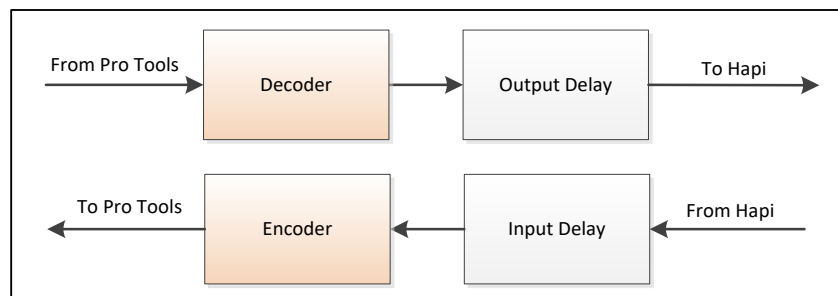 From Pro Tools
Decoder
Output Delay
To Hapi
To Pro Tools
Encoder
Input Delay
From Hapi